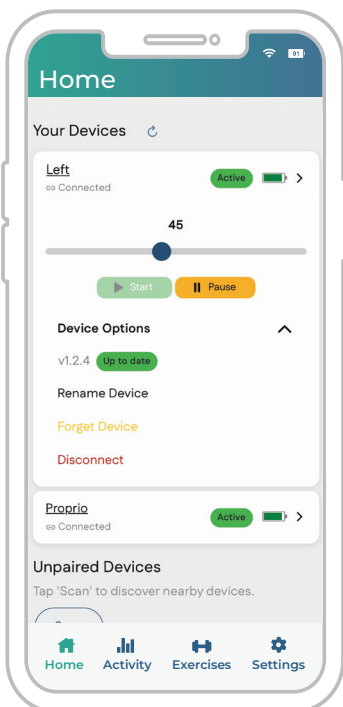 91
Home
Your Devices
Left
Connected
Active
45
Start
Pause
Device Options
v1.2.4 Up to date
Rename Device
Forget Device
Disconnect
Proprio
Connected
Active
Unpaired Devices
Tap 'Scan' to discover nearby devices.
Home Activity Exercises Settings